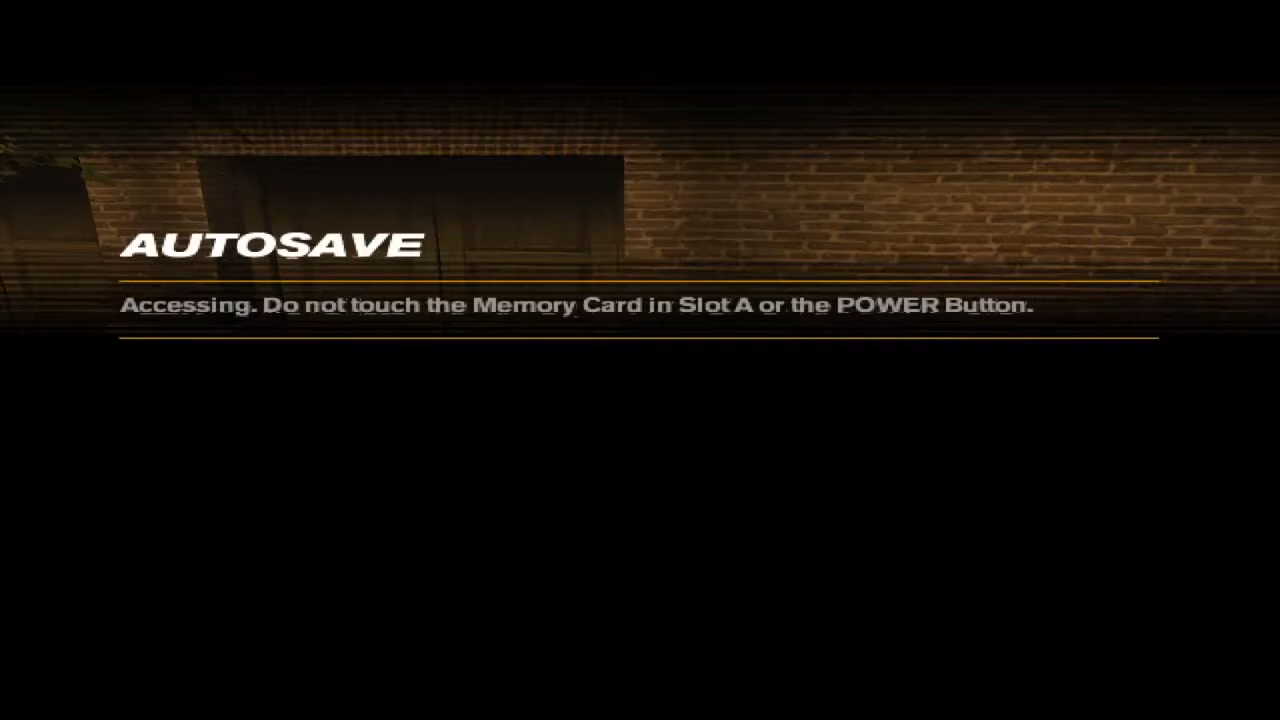 AUTOSAVE
Accessing. Do not touch the Memory Card in Slot A or the POWER Button.